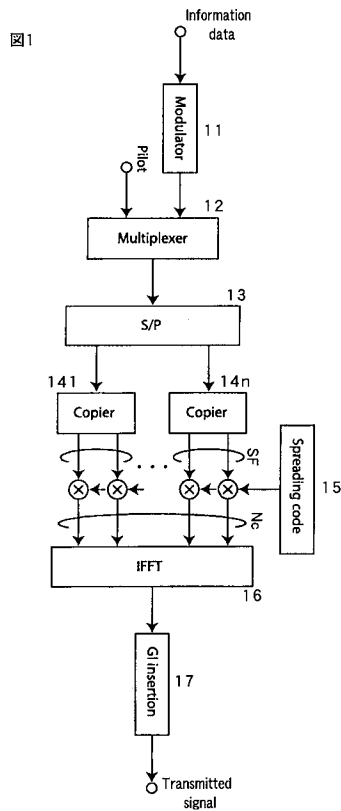 Information
data
図1
Modulator
11
Pilot
12
Multiplexer
13
S/P
141
14n
Copier
Copier
SF
Spreading code
15
Nc
IFFT
16
GI insertion
17
Transmitted
signal